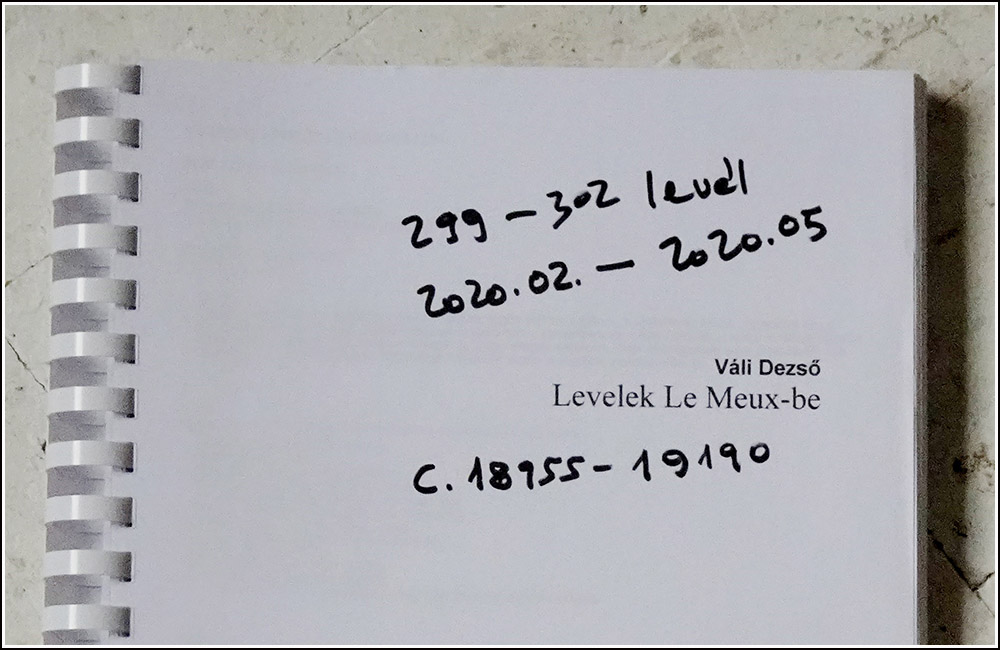 299 – 302 levél
2020.02. – 2020.05
Váli Dezső
Levelek Le Meux-be
C. 18955 – 19190